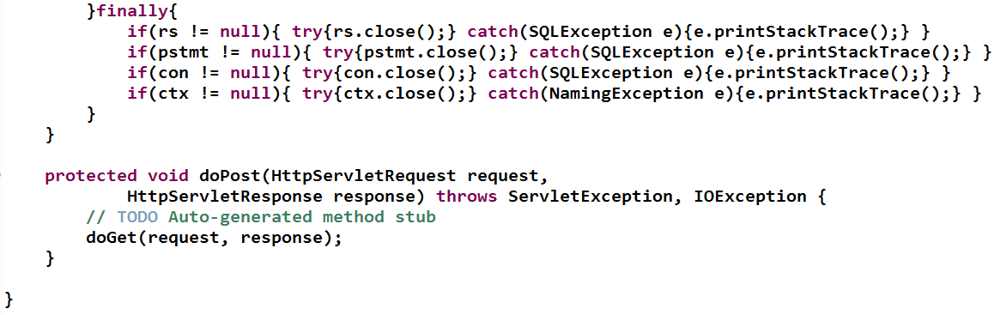 }finally{
if(rs != null){ try{rs.close();} catch(SQLException e){e.printStackTrace();} }
if(pstmt != null){ try{pstmt.close();} catch(SQLException e){e.printStackTrace();} }
if(con != null){ try{con.close();} catch(SQLException e){e.printStackTrace();} }
if(ctx != null){ try{ctx.close();} catch(NamingException e){e.printStackTrace();} }
}
}
protected void doPost(HttpServletRequest request,
HttpServletResponse response) throws ServletException, IOException {
// TODO Auto-generated method stub
doGet(request, response);
}
}